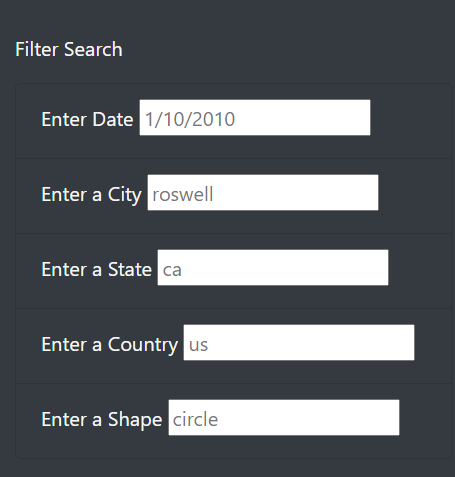 Filter Search
Enter Date 1/10/2010
Enter a City roswell
Enter a State ca
Enter a Country us
Enter a Shape circle